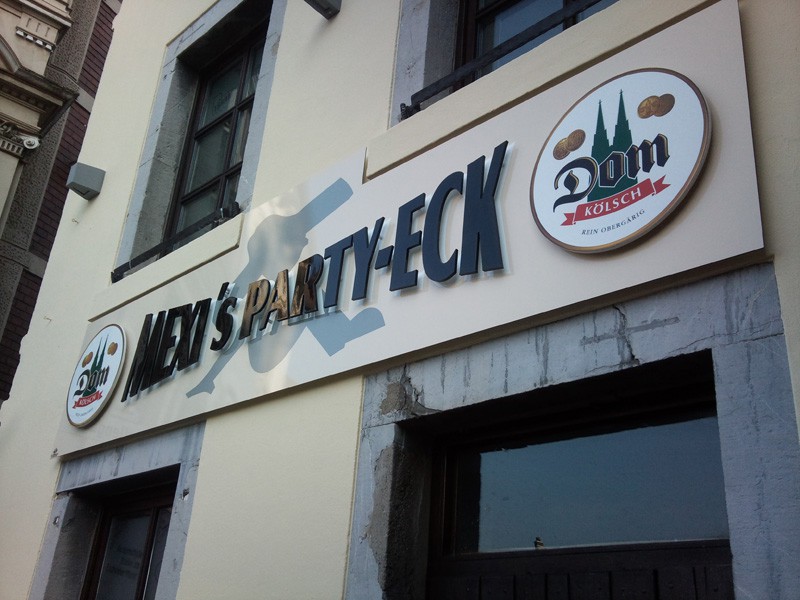 MEXI's PARTY-ECK
Dom
KÖLSCH
REIN OBERGÄRIG
Dom
KÖLSCH